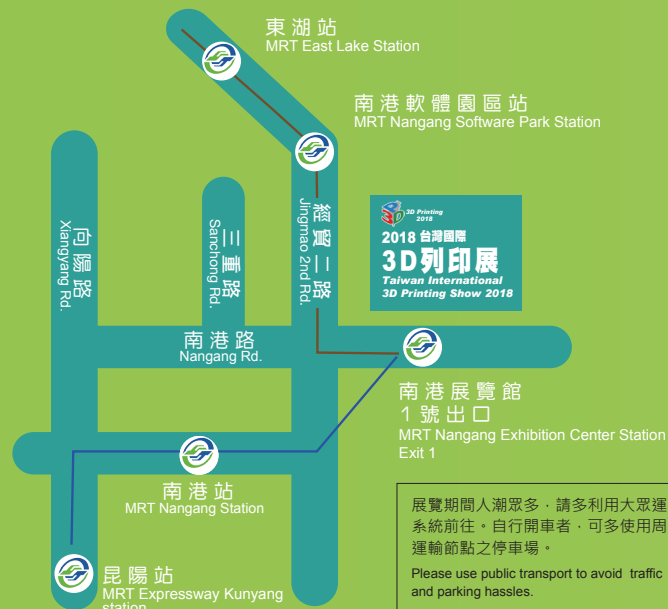 東湖站
MRT East Lake Station
南港軟體園區站
MRT Nangang Software Park Station
向陽路
Xiangyang Rd.
三重路
Sanchong Rd.
經貿二路
Jingmao 2nd Rd.
3D Printing
2018
2018 台灣國際
3D列印展
Taiwan International
3D Printing Show 2018
南港路
Nangang Rd.
南港展覽館
1號出口
MRT Nangang Exhibition Center Station
Exit 1
南港站
MRT Nangang Station
昆陽站
MRT Expressway Kunyang
station
展覽期間人潮眾多，請多利用大眾運
系統前往。自行開車者，可多使用周
運輸節點之停車場。
Please use public transport to avoid traffic
and parking hassles.